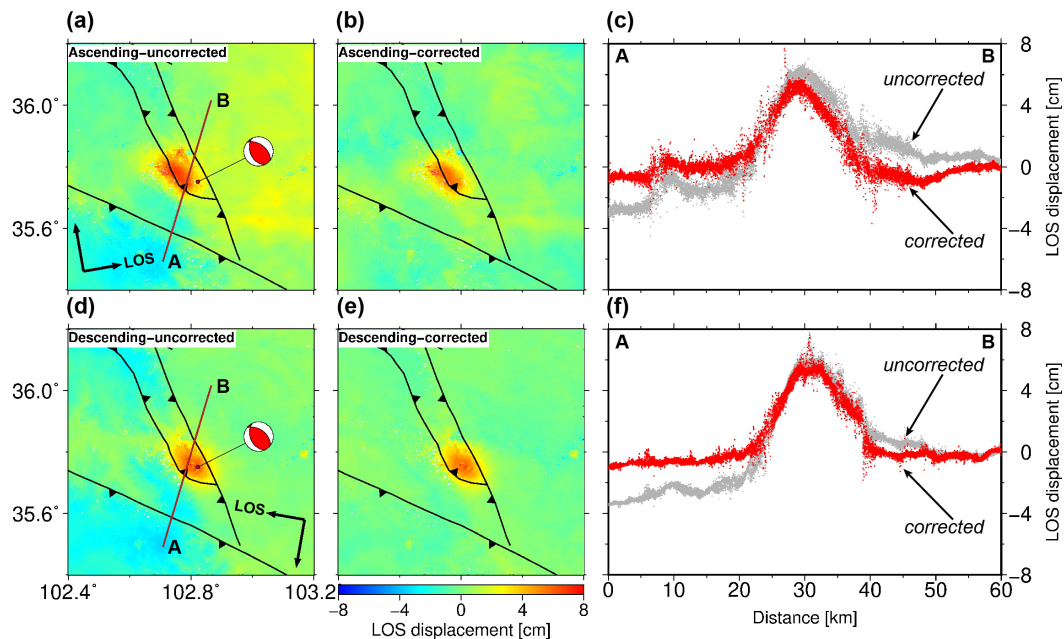 (a)
(b)
(c)
Ascending−uncorrected
Ascending−corrected
A
B
8
uncorrected
36.0°
B
4
0
LOS displacement [cm]
35.6°
LOS
A
corrected
−4
−8
(d)
(e)
(f)
Descending−uncorrected
Descending−corrected
A
B
8
uncorrected
36.0°
B
4
0
LOS displacement [cm]
35.6°
LOS
A
corrected
−4
−8
102.4°
102.8°
103.2°
−8
−4
0
4
8
LOS displacement [cm]
0
10
20
30
40
50
60
Distance [km]